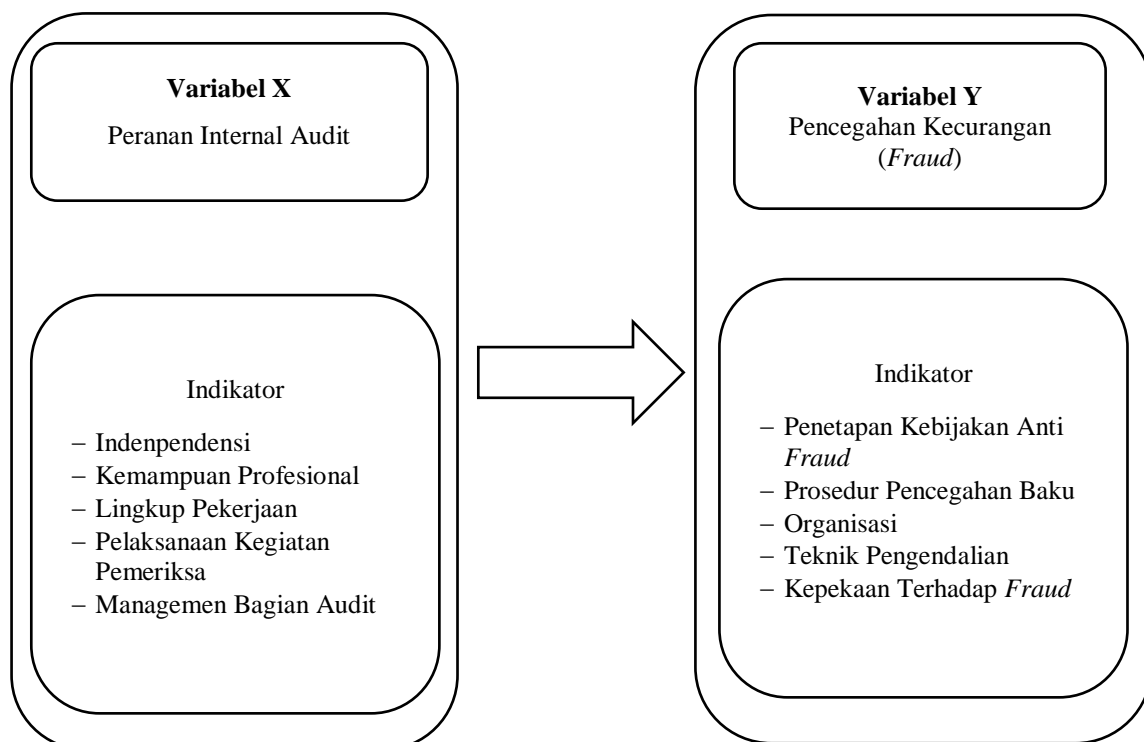 Variabel X
Peranan Internal Audit
Indikator
– Indenpendensi
– Kemampuan Profesional
– Lingkup Pekerjaan
– Pelaksanaan Kegiatan
Pemeriksa
– Managemen Bagian Audit
Variabel Y
Pencegahan Kecurangan
(Fraud)
Indikator
– Penetapan Kebijakan Anti
Fraud
– Prosedur Pencegahan Baku
– Organisasi
– Teknik Pengendalian
– Kepekaan Terhadap Fraud